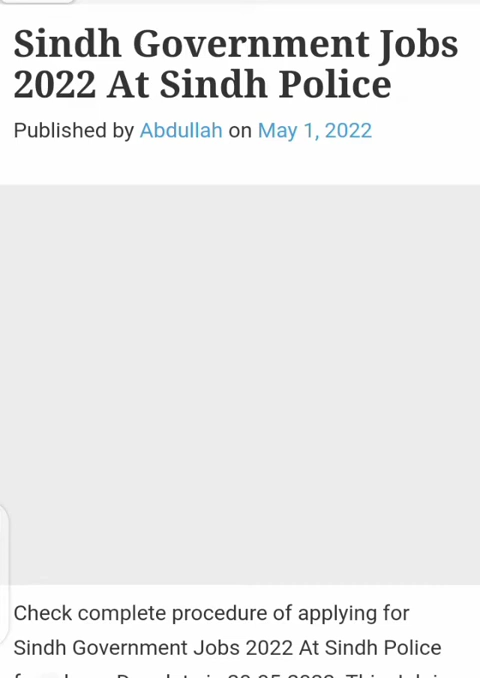 Sindh Government Jobs
2022 At Sindh Police
Published by Abdullah on May 1, 2022
Check complete procedure of applying for
Sindh Government Jobs 2022 At Sindh Police